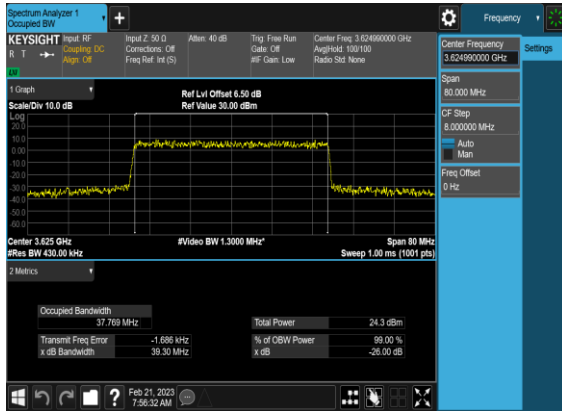 Spectrum Analyzer 1
Occupied BW
Frequency
KEYSIGHT
R T
LU
Input: RF
Coupling: DC
Align: Off
Input Z: 50 Ω
Corrections: Off
Freq Ref: Int (S)
Atten: 40 dB
Trig: Free Run
Gate: Off
#IF Gain: Low
Center Freq: 3.624990000 GHz
Avg|Hold: 100/100
Radio Std: None
Center Frequency
3.624990000 GHz
Settings
Span
80.000 MHz
CF Step
8.000000 MHz
Auto
Man
Freq Offset
0 Hz
1 Graph
Scale/Div 10.0 dB
Ref Lvl Offset 6.50 dB
Ref Value 30.00 dBm
Log
20.0
10.0
0.00
-10.0
-20.0
-30.0
-40.0
-50.0
-60.0
Center 3.625 GHz
#Video BW 1.3000 MHz*
Span 80 MHz
#Res BW 430.00 kHz
Sweep 1.00 ms (1001 pts)
2 Metrics
Occupied Bandwidth
37.769 MHz
Total Power 24.3 dBm
Transmit Freq Error -1.686 kHz
% of OBW Power 99.00 %
x dB Bandwidth 39.30 MHz
x dB -26.00 dB
?
Feb 21, 2023
7:56:32 AM